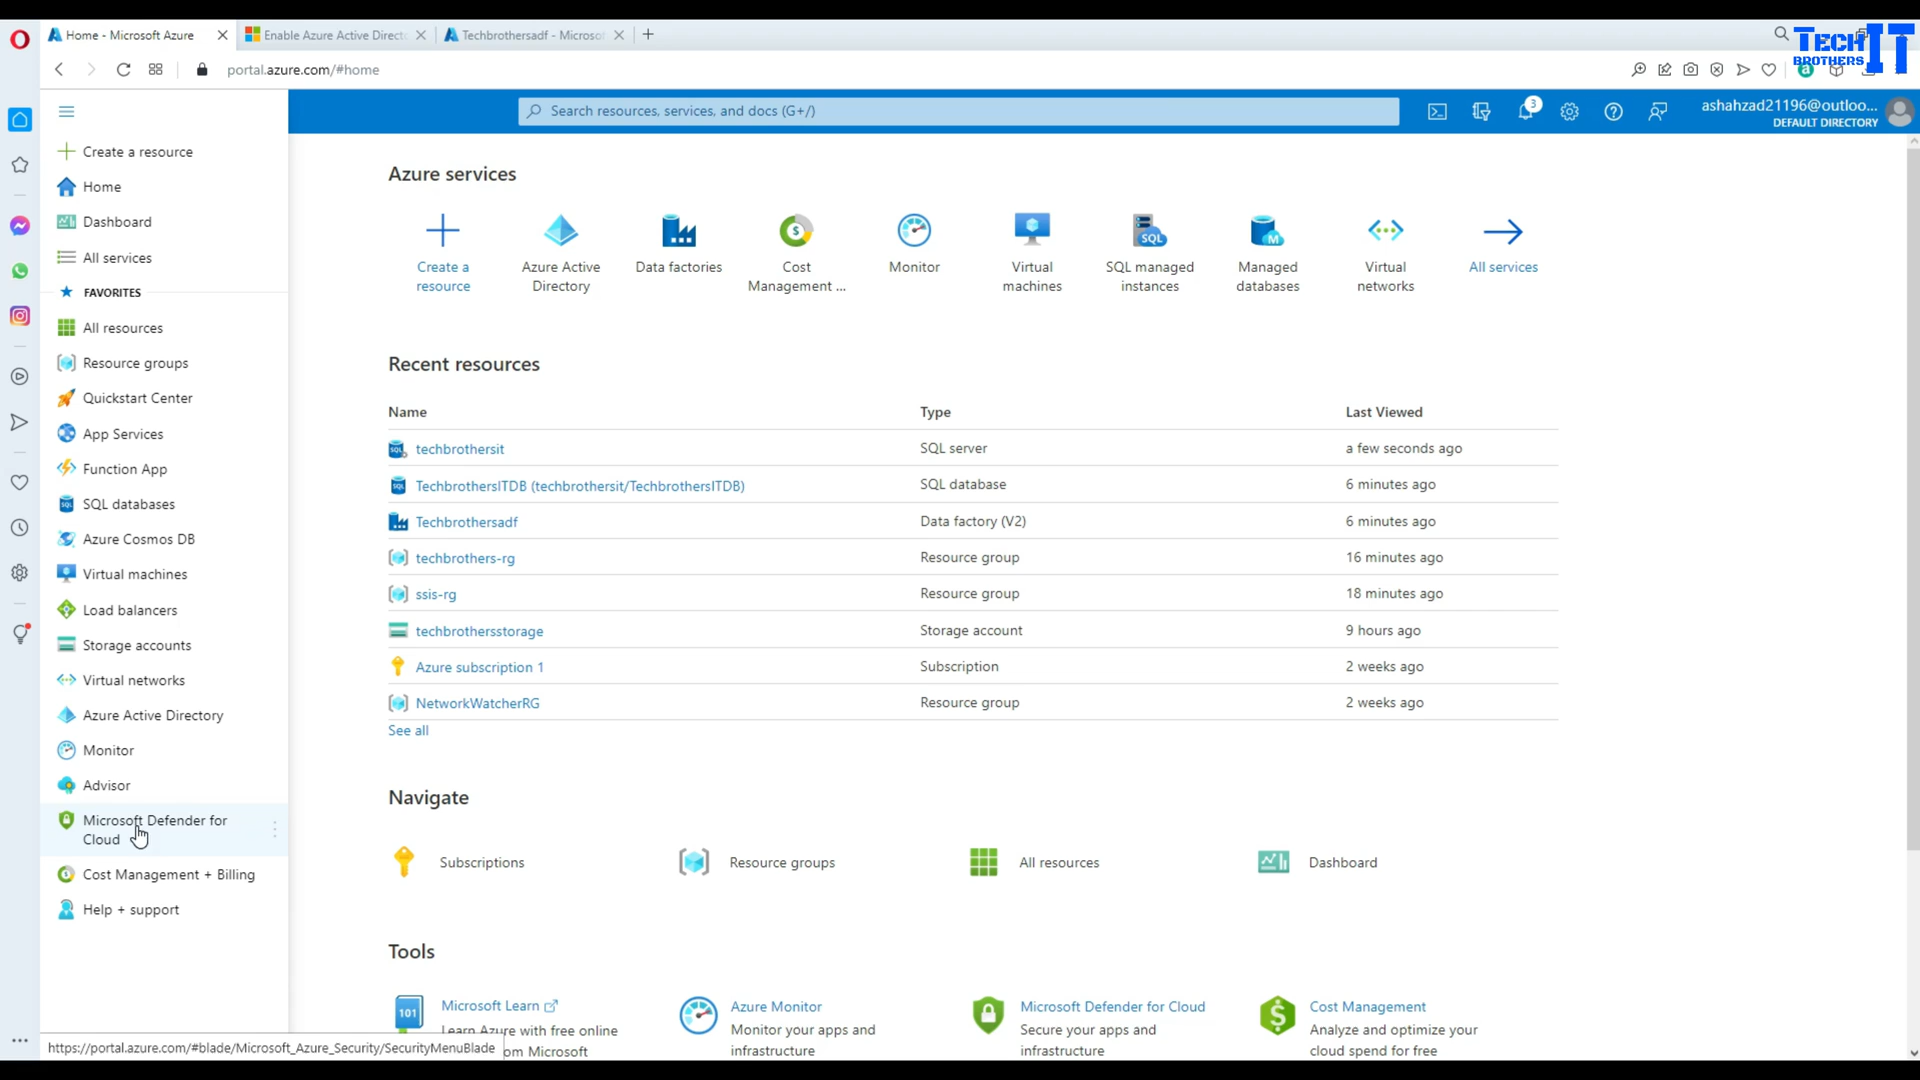 Home - Microsoft Azure
Enable Azure Active Direct
Techbrothersadf - Microsof
TECH IT
BROTHERS
portal.azure.com/#home
Search resources, services, and docs (G+/)
3
ashahzad21196@outloo...
DEFAULT DIRECTORY
Create a resource
Home
Dashboard
All services
FAVORITES
All resources
Resource groups
Quickstart Center
App Services
Function App
SQL databases
Azure Cosmos DB
Virtual machines
Load balancers
Storage accounts
Virtual networks
Azure Active Directory
Monitor
Advisor
Microsoft Defender for
Cloud
Cost Management + Billing
Help + support
Azure services
Create a
resource
Azure Active
Directory
Data factories
Cost
Management ...
Monitor
Virtual
machines
SQL managed
instances
Managed
databases
Virtual
networks
All services
Recent resources
Name Type Last Viewed
techbrothersit SQL server a few seconds ago
TechbrothersITDB (techbrothersit/TechbrothersITDB) SQL database 6 minutes ago
Techbrothersadf Data factory (V2) 6 minutes ago
techbrothers-rg Resource group 16 minutes ago
ssis-rg Resource group 18 minutes ago
techbrothersstorage Storage account 9 hours ago
Azure subscription 1 Subscription 2 weeks ago
NetworkWatcherRG Resource group 2 weeks ago
See all
Navigate
Subscriptions
Resource groups
All resources
Dashboard
Tools
Microsoft Learn
Learn Azure with free online
om Microsoft
Azure Monitor
Monitor your apps and
infrastructure
Microsoft Defender for Cloud
Secure your apps and
infrastructure
Cost Management
Analyze and optimize your
cloud spend for free
https://portal.azure.com/#blade/Microsoft_Azure_Security/SecurityMenuBlade